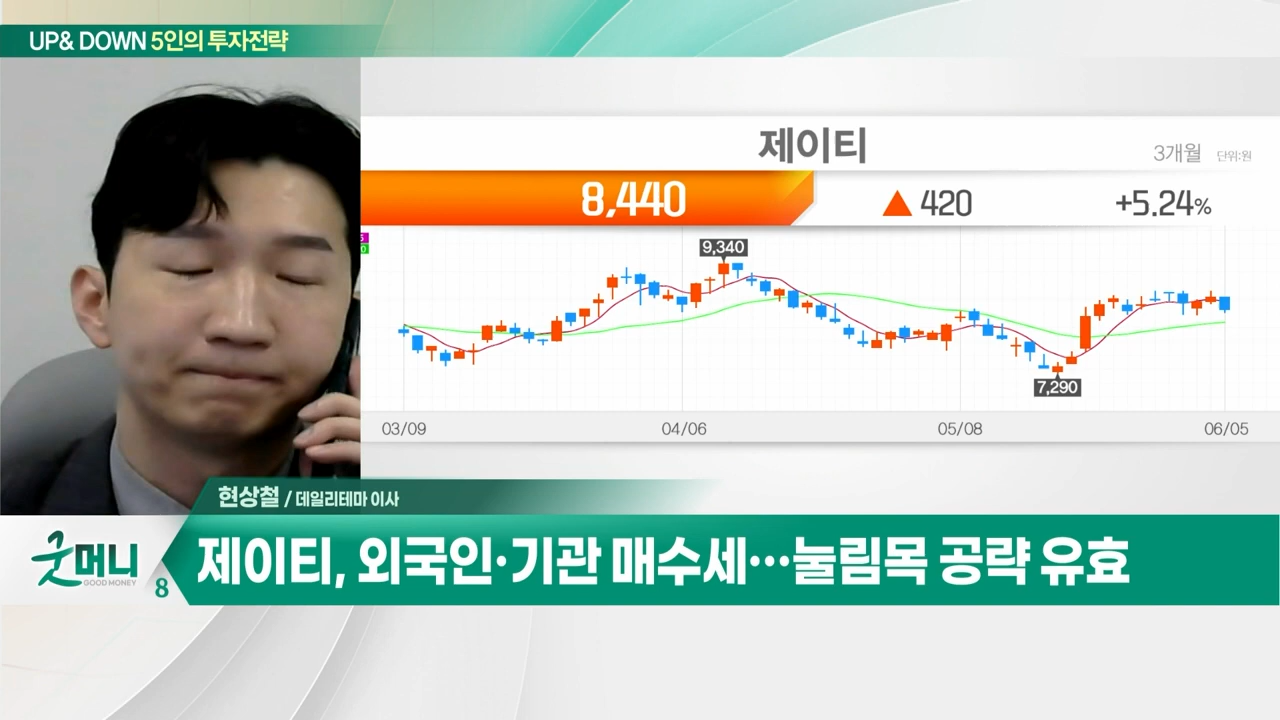 UP& DOWN 5인의 투자전략
제이티
3개월 단위:원
8,440 ▲ 420 +5.24%
9,340
7,290
03/09 04/06 05/08 06/05
현상철 / 데일리테마 이사
굿머니
GOOD MONEY
8
제이티, 외국인·기관 매수세…눌림목 공략 유효